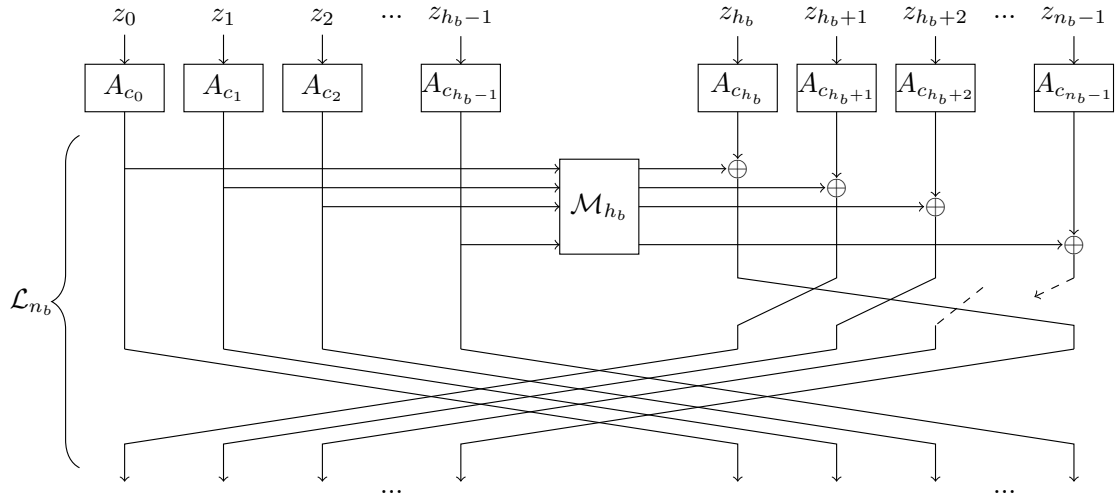 z_0 z_1 z_2 ... z_{h_b−1} z_{h_b} z_{h_b+1} z_{h_b+2} ... z_{n_b−1}
A_{c_0} A_{c_1} A_{c_2} A_{c_{h_b−1}} A_{c_{h_b}} A_{c_{h_b+1}} A_{c_{h_b+2}} A_{c_{n_b−1}}
ℳ_{h_b}
ℒ_{n_b}
... ...